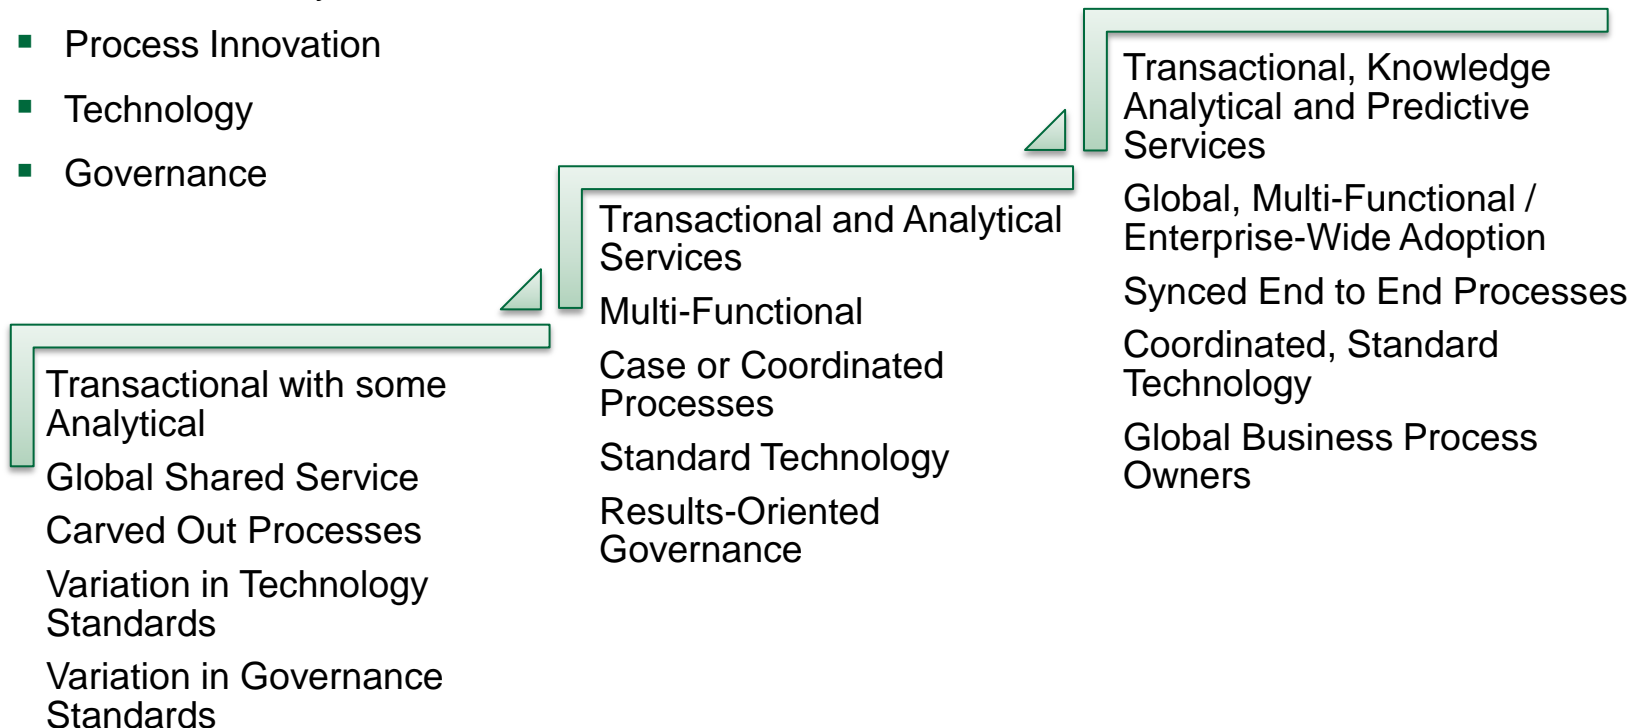 Process Innovation
Technology
Governance
Transactional with some
Analytical
Global Shared Service
Carved Out Processes
Variation in Technology
Standards
Variation in Governance
Standards
Transactional and Analytical
Services
Multi-Functional
Case or Coordinated
Processes
Standard Technology
Results-Oriented
Governance
Transactional, Knowledge
Analytical and Predictive
Services
Global, Multi-Functional /
Enterprise-Wide Adoption
Synced End to End Processes
Coordinated, Standard
Technology
Global Business Process
Owners